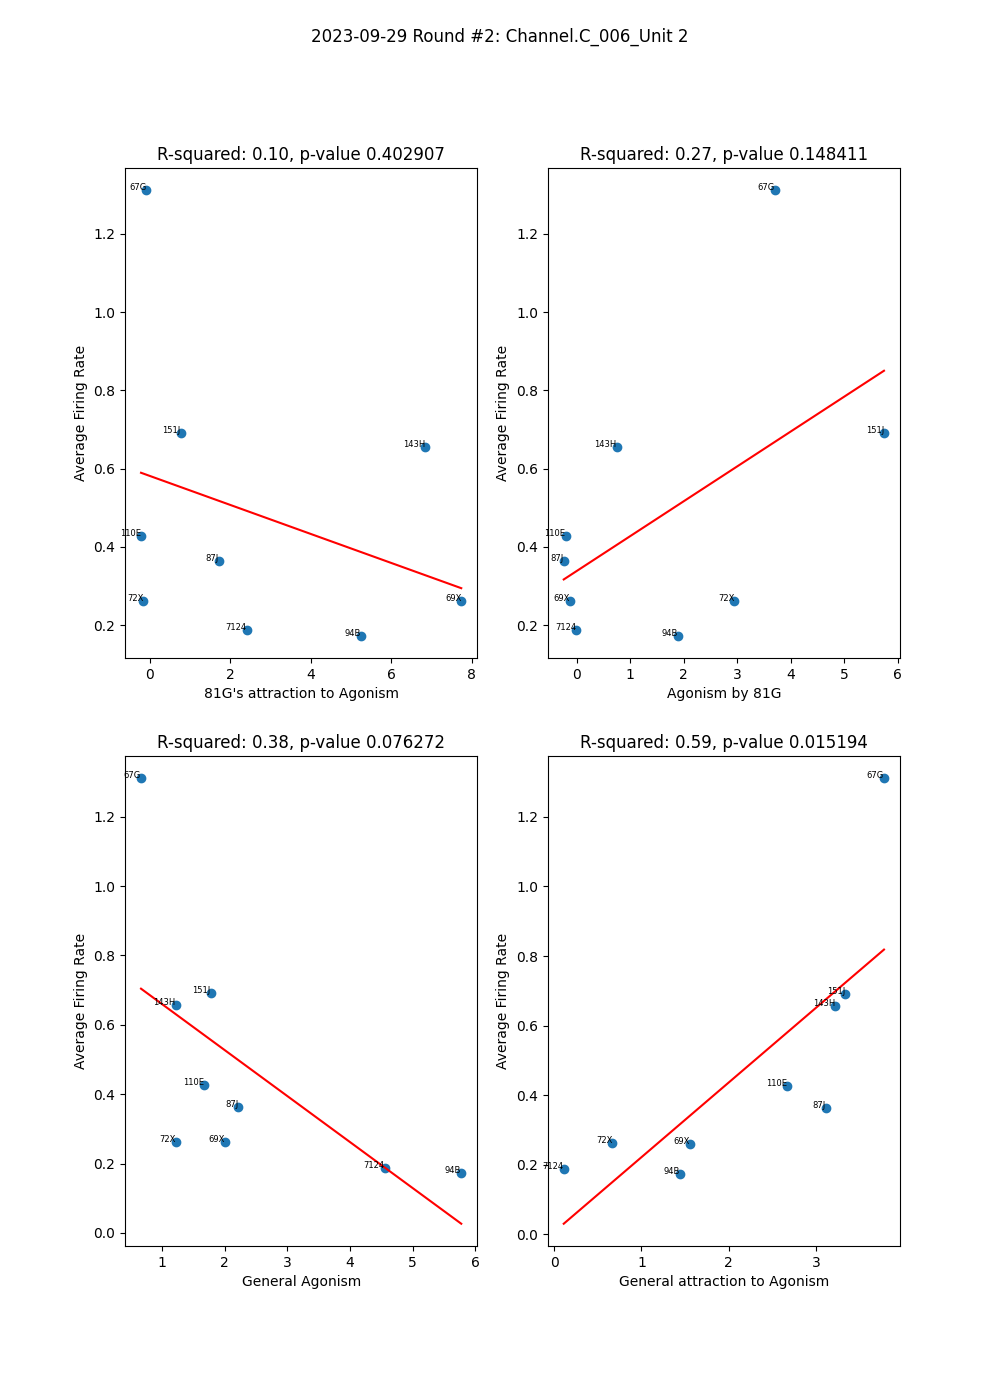 2023-09-29 Round #2: Channel.C_006_Unit 2
R-squared: 0.10, p-value 0.402907
67G
151J
143H
110E
87J
72X
69X
7124
94B
1.2
1.0
0.8
0.6
0.4
0.2
Average Firing Rate
0 2 4 6 8
81G's attraction to Agonism
R-squared: 0.27, p-value 0.148411
67G
151J
143H
110E
87J
69X
72X
7124
94B
1.2
1.0
0.8
0.6
0.4
0.2
Average Firing Rate
0 1 2 3 4 5 6
Agonism by 81G
R-squared: 0.38, p-value 0.076272
67G
151J
143H
110E
87J
72X
69X
7124
94B
1.2
1.0
0.8
0.6
0.4
0.2
0.0
Average Firing Rate
1 2 3 4 5 6
General Agonism
R-squared: 0.59, p-value 0.015194
67G
151J
143H
110E
87J
72X
69X
7124
94B
1.2
1.0
0.8
0.6
0.4
0.2
0.0
Average Firing Rate
0 1 2 3
General attraction to Agonism